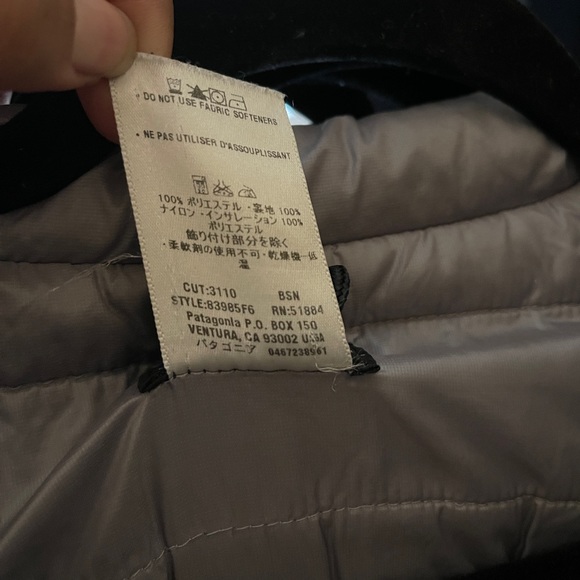 • DO NOT USE FABRIC SOFTENERS
• NE PAS UTILISER D'ASSOUPLISSANT
100% ポリエステル・裏地 100%
ナイロン・インサレーション 100%
ポリエステル
飾り付け部分を除く
・柔軟剤の使用不可・乾燥機-低
温
CUT:3110 BSN
STYLE:83985F6 RN:51884
Patagonia P.O. BOX 150
VENTURA, CA 93002 USA
パタゴニア 0467238961